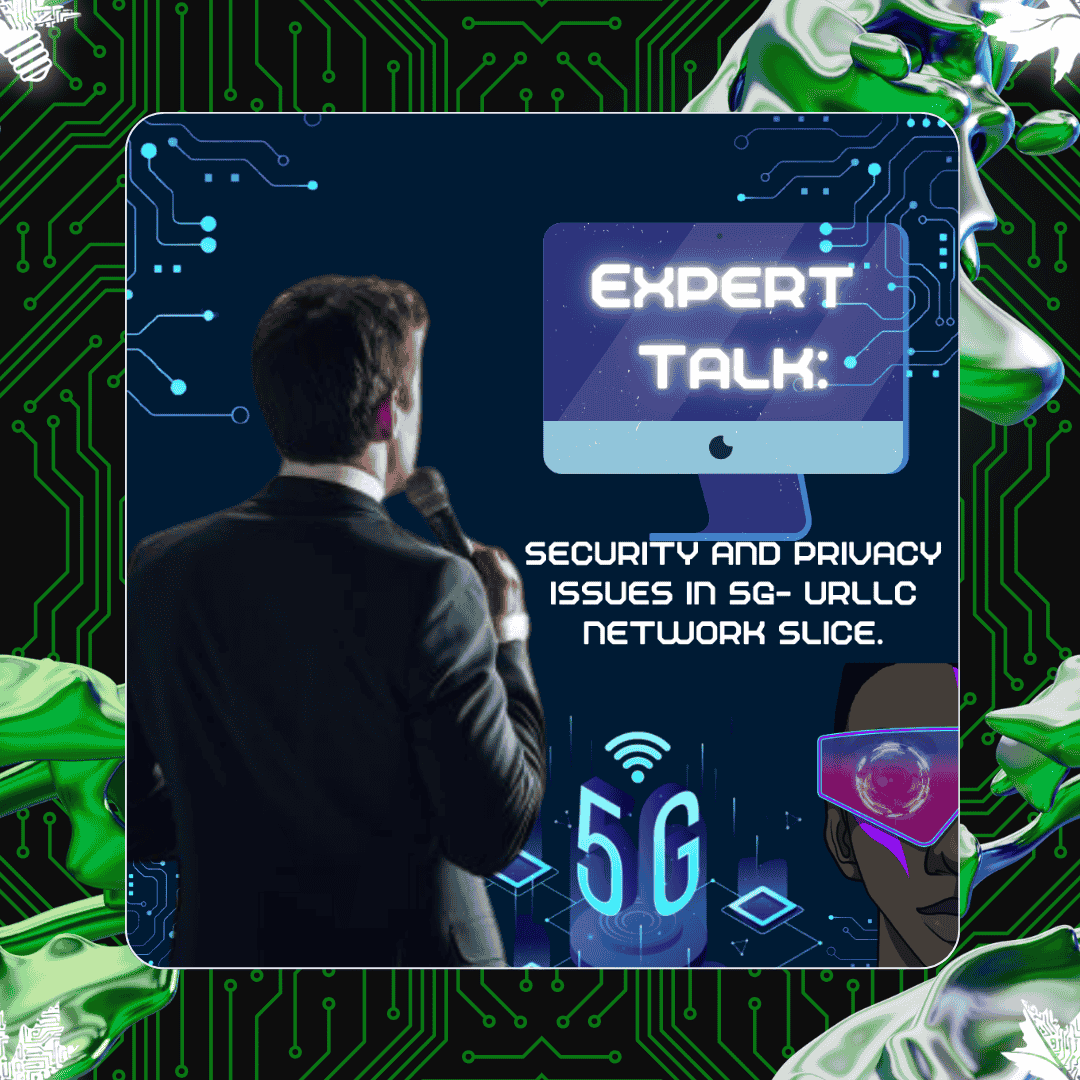 EXPERT
TALK:
SECURITY AND PRIVACY
ISSUES IN 5G- URLLC
NETWORK SLICE.
5G